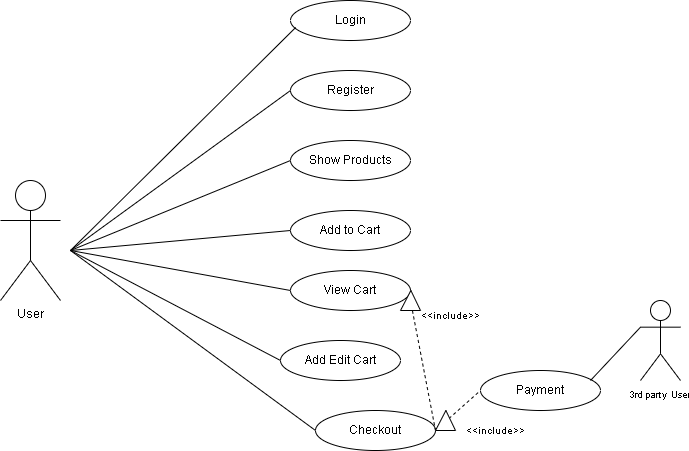 Login
Register
Show Products
Add to Cart
User
View Cart
<<include>>
Add Edit Cart
Payment
3rd party User
Checkout
<<include>>